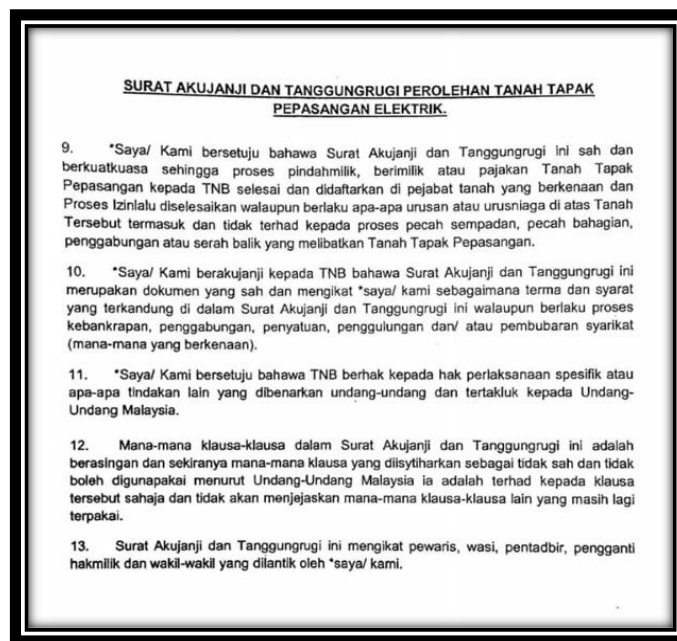 SURAT AKUJANJI DAN TANGGUNGRUGI PEROLEHAN TANAH TAPAK
PEPASANGAN ELEKTRIK.
9. *Saya/ Kami bersetuju bahawa Surat Akujanji dan Tanggungrugi ini sah dan
berkuatkuasa sehingga proses pindahmilik, berimilik atau pajakan Tanah Tapak
Pepasangan kepada TNB selesai dan didaftarkan di pejabat tanah yang berkenaan dan
Proses Izinlalu diselesaikan walaupun berlaku apa-apa urusan atau urusniaga di atas Tanah
Tersebut termasuk dan tidak terhad kepada proses pecah sempadan, pecah bahagian,
penggabungan atau serah balik yang melibatkan Tanah Tapak Pepasangan.
10. *Saya/ Kami berakujanji kepada TNB bahawa Surat Akujanji dan Tanggungrugi ini
merupakan dokumen yang sah dan mengikat *saya/ kami sebagaimana terma dan syarat
yang terkandung di dalam Surat Akujanji dan Tanggungrugi ini walaupun berlaku proses
kebankrapan, penggabungan, penyatuan, penggulungan dan/ atau pembubaran syarikat
(mana-mana yang berkenaan).
11. *Saya/ Kami bersetuju bahawa TNB berhak kepada hak perlaksanaan spesifik atau
apa-apa tindakan lain yang dibenarkan undang-undang dan tertakluk kepada Undang-
Undang Malaysia.
12. Mana-mana klausa-klausa dalam Surat Akujanji dan Tanggungrugi ini adalah
berasingan dan sekiranya mana-mana klausa yang diisytiharkan sebagai tidak sah dan tidak
boleh digunapakai menurut Undang-Undang Malaysia ia adalah terhad kepada klausa
tersebut sahaja dan tidak akan menjejaskan mana-mana klausa-klausa lain yang masih lagi
terpakai.
13. Surat Akujanji dan Tanggungrugi ini mengikat pewaris, wasi, pentadbir, pengganti
hakmilik dan wakil-wakil yang dilantik oleh *saya/ kami.